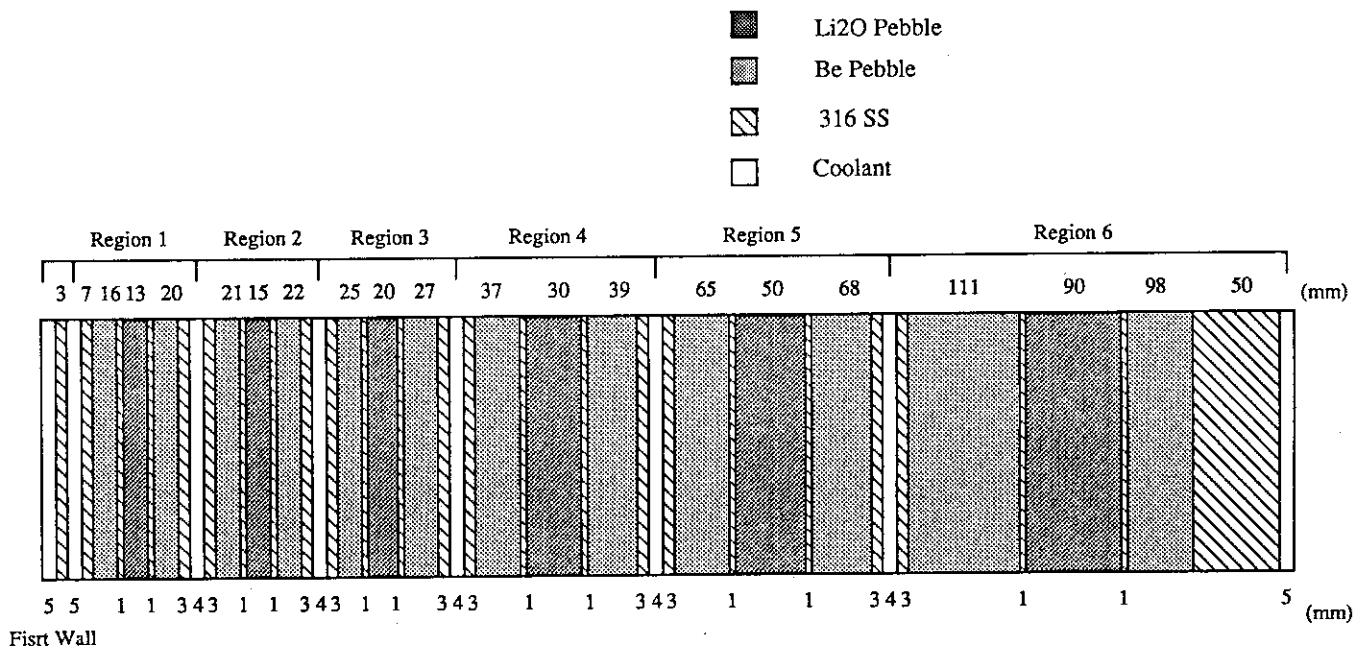 Li2O Pebble
Be Pebble
316 SS
Coolant
Region 1 Region 2 Region 3 Region 4 Region 5 Region 6
3 7 16 13 20 21 15 22 25 20 27 37 30 39 65 50 68 111 90 98 50 (mm)
5 5 1 1 3 4 3 1 1 3 4 3 1 1 3 4 3 1 1 3 4 3 1 1 3 4 3 1 1 5 (mm)
Fisrt Wall